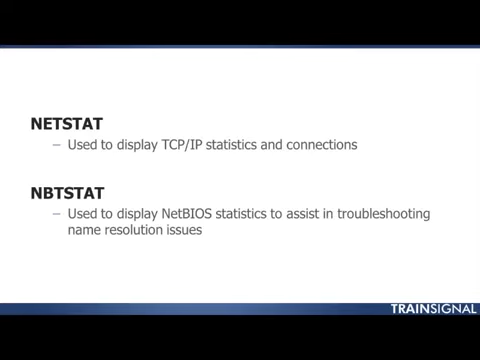 NETSTAT
– Used to display TCP/IP statistics and connections
NBTSTAT
– Used to display NetBIOS statistics to assist in troubleshooting
name resolution issues
TRAINSIGNAL